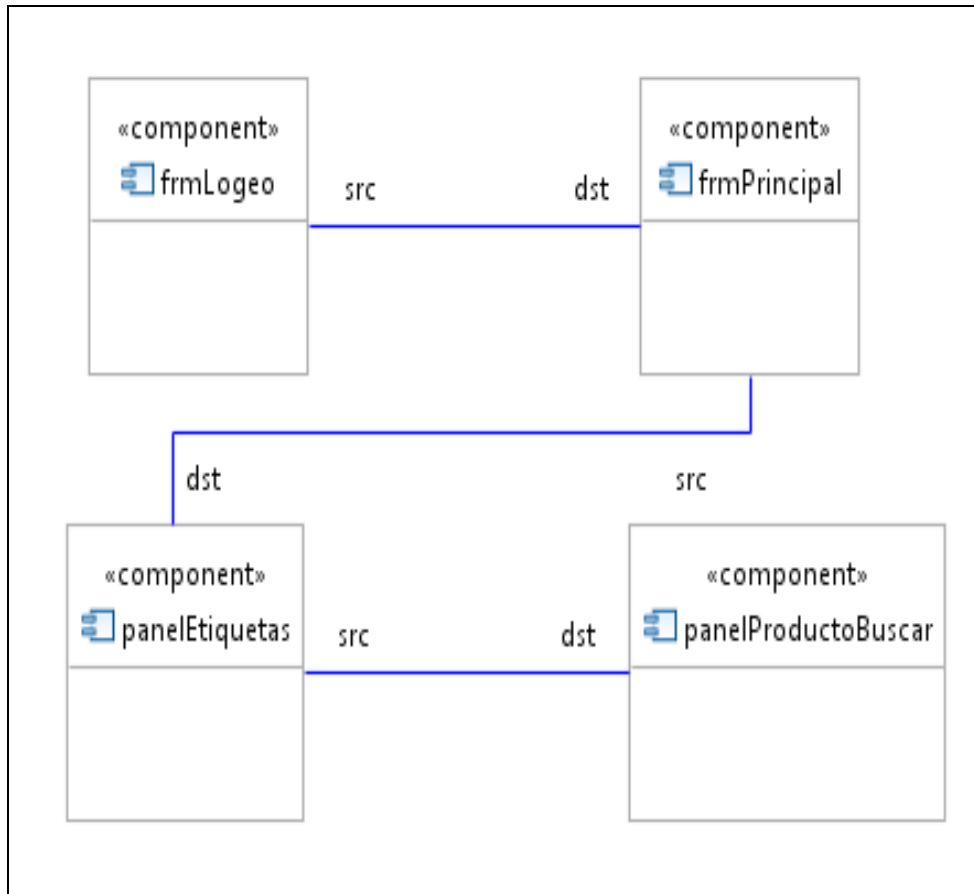 «component»
frmLogeo
src
dst
«component»
frmPrincipal
dst
src
«component»
panelEtiquetas
src
dst
«component»
panelProductoBuscar